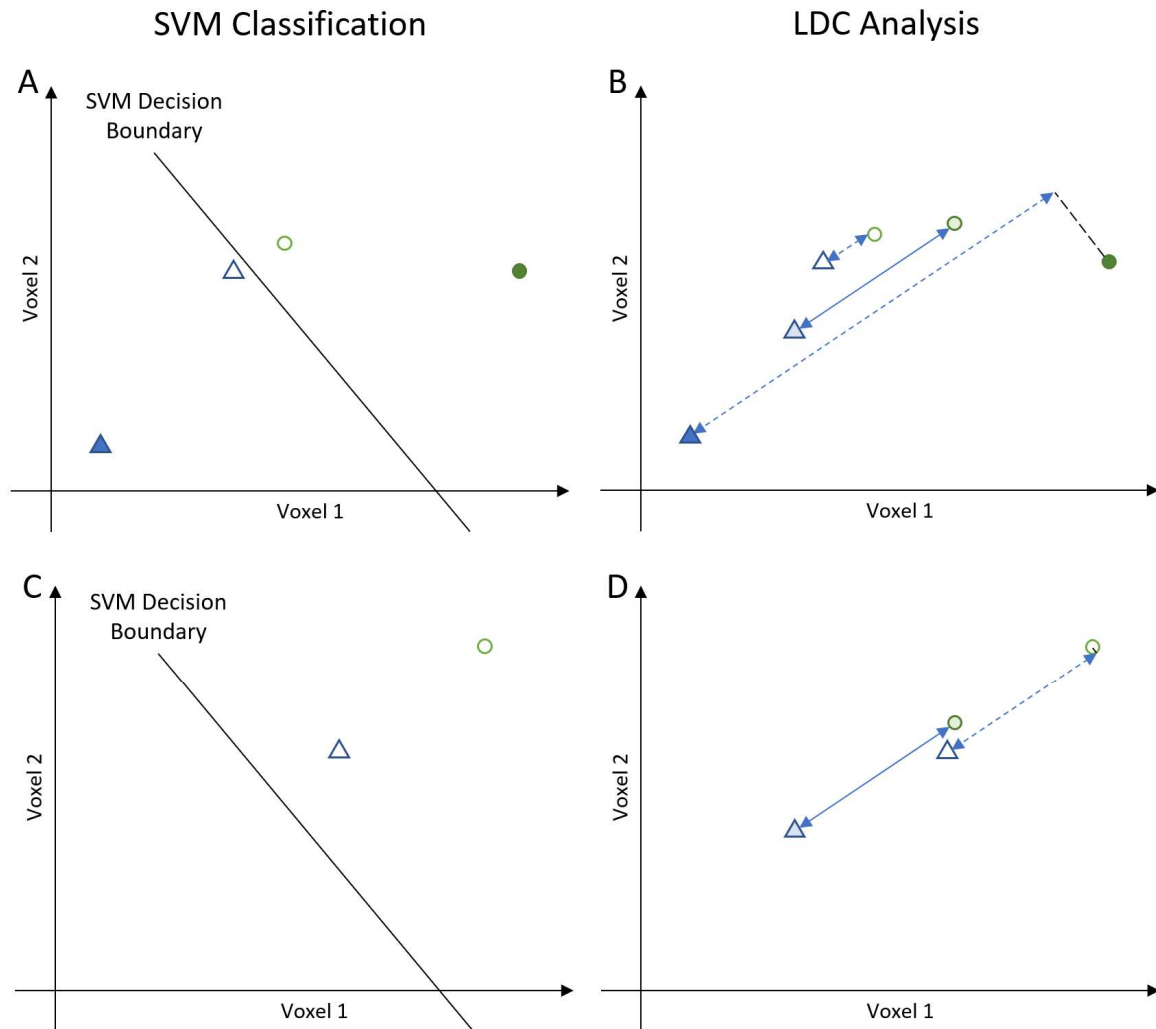 SVM Classification
LDC Analysis
A
SVM Decision
Boundary
Voxel 2
Voxel 1
B
Voxel 2
Voxel 1
C
SVM Decision
Boundary
Voxel 2
Voxel 1
D
Voxel 2
Voxel 1